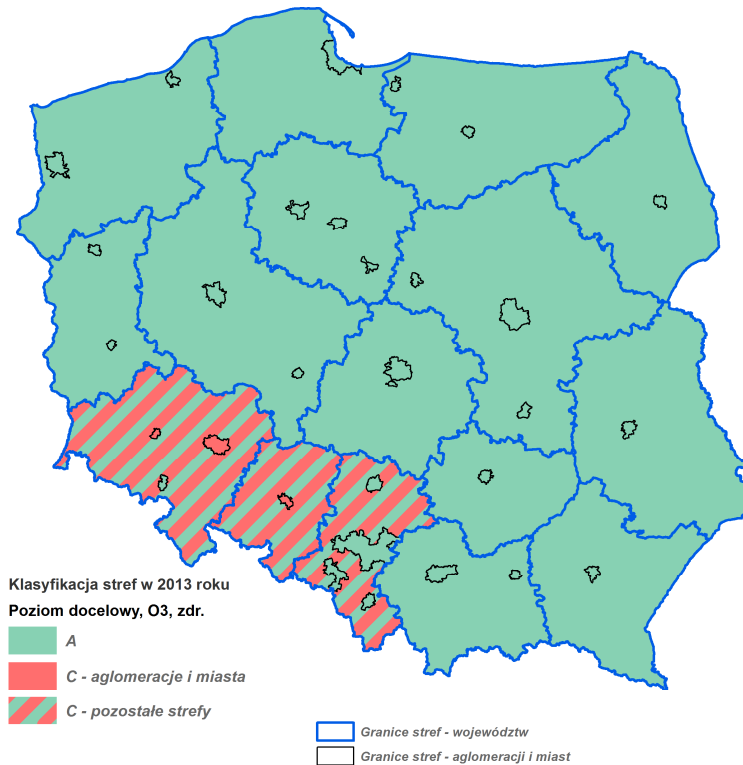 Klasyfikacja stref w 2013 roku
Poziom docelowy, O3, zdr.
A
C - aglomeracje i miasta
C - pozostałe strefy
Granice stref - województw
Granice stref - aglomeracji i miast